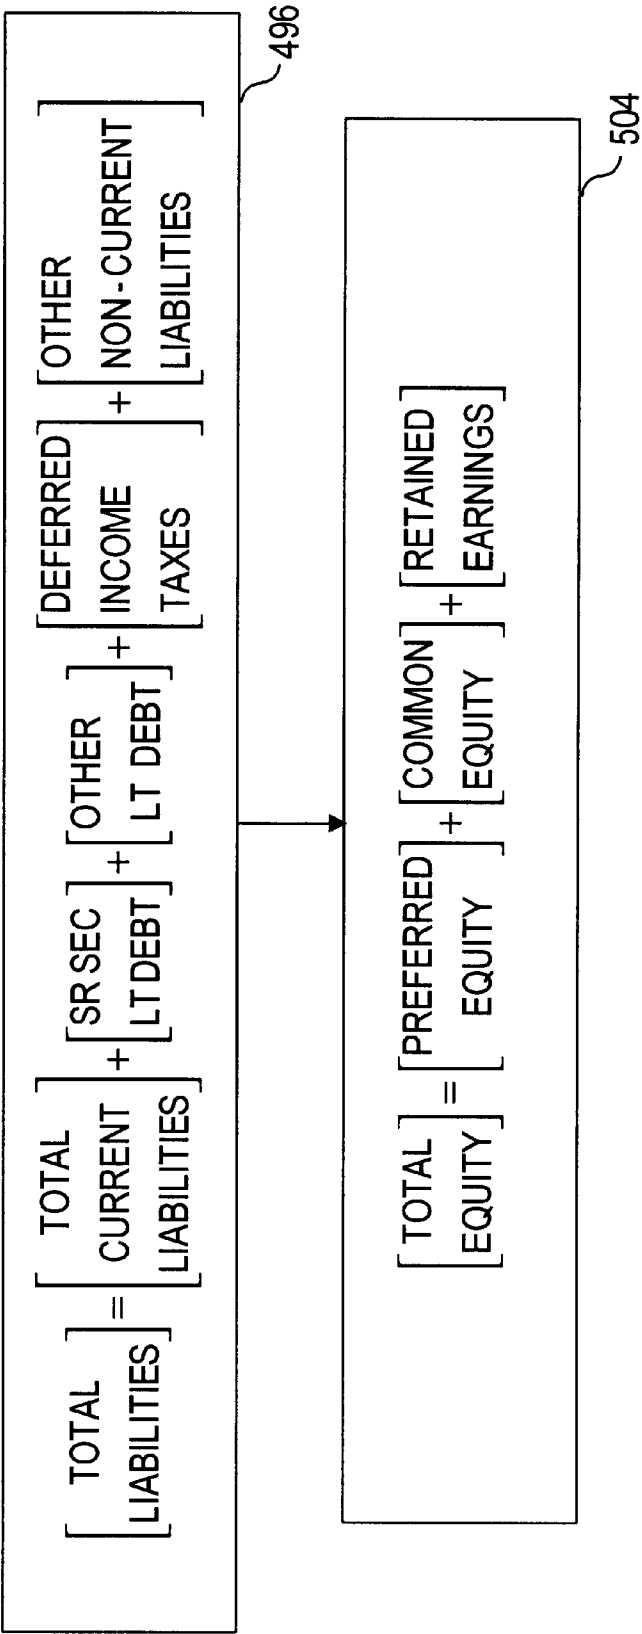 [TOTAL LIABILITIES] = [TOTAL CURRENT LIABILITIES] + [SR SEC LT DEBT] + [OTHER LT DEBT] + [DEFERRED INCOME TAXES] + [OTHER NON-CURRENT LIABILITIES]
496
[TOTAL EQUITY] = [PREFERRED EQUITY] + [COMMON EQUITY] + [RETAINED EARNINGS]
504